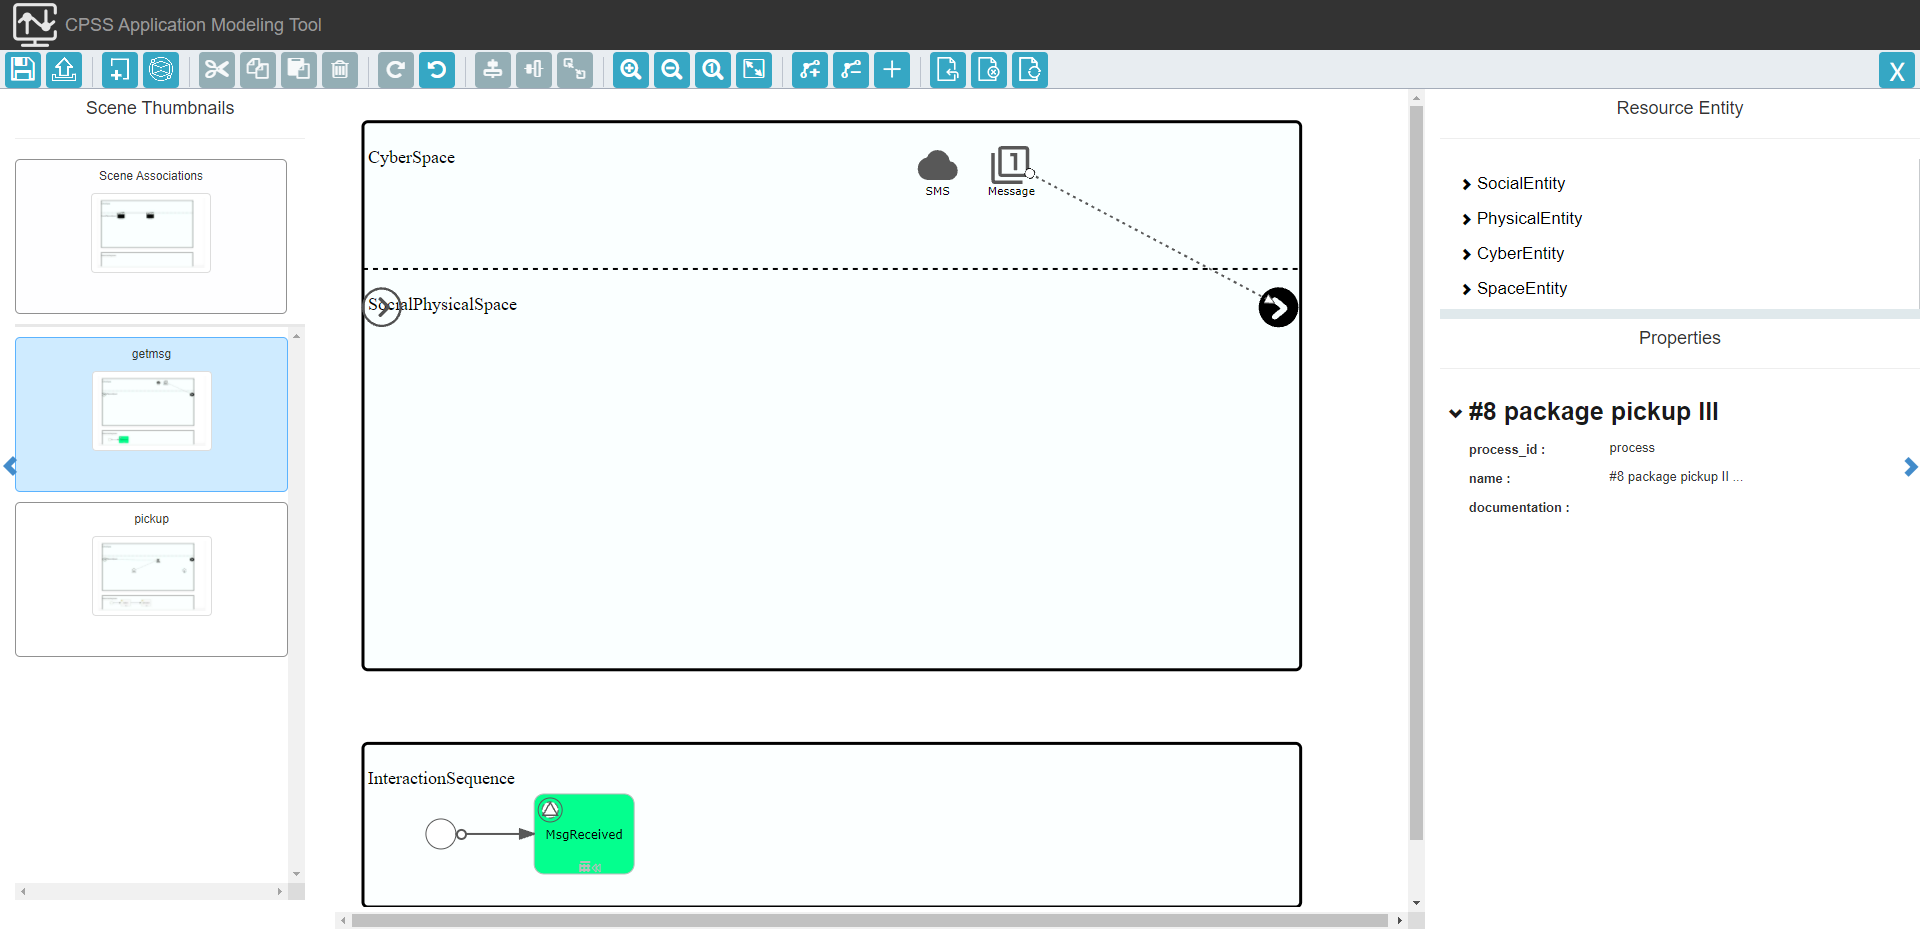 CPSS Application Modeling Tool
X
Scene Thumbnails
Scene Associations
getmsg
pickup
CyberSpace
SMS
Message
SocialPhysicalSpace
InteractionSequence
MsgReceived
Resource Entity
SocialEntity
PhysicalEntity
CyberEntity
SpaceEntity
Properties
#8 package pickup III
process_id : process
name : #8 package pickup II ...
documentation :